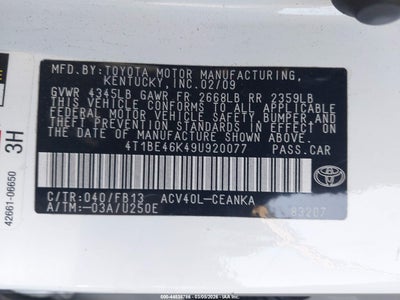 MFD.BY:TOYOTA MOTOR MANUFACTURING,
KENTUCKY, INC.02/09
GVWR 4345LB GAWR FR 2668LB RR 2359LB
THIS VEHICLE CONFORMS TO ALL APPLICABLE
FEDERAL MOTOR VEHICLE SAFETY, BUMPER, AND
THEFT PREVENTION STANDARDS IN EFFECT ON
THE DATE OF MANUFACTURE SHOWN ABOVE.
4T1BE46K49U920077 PASS.CAR
C/TR:040/FB13 ACV40L-CEANKA
A/TM:-03A/U250E 83207
TOYOTA
42661-06650
3H